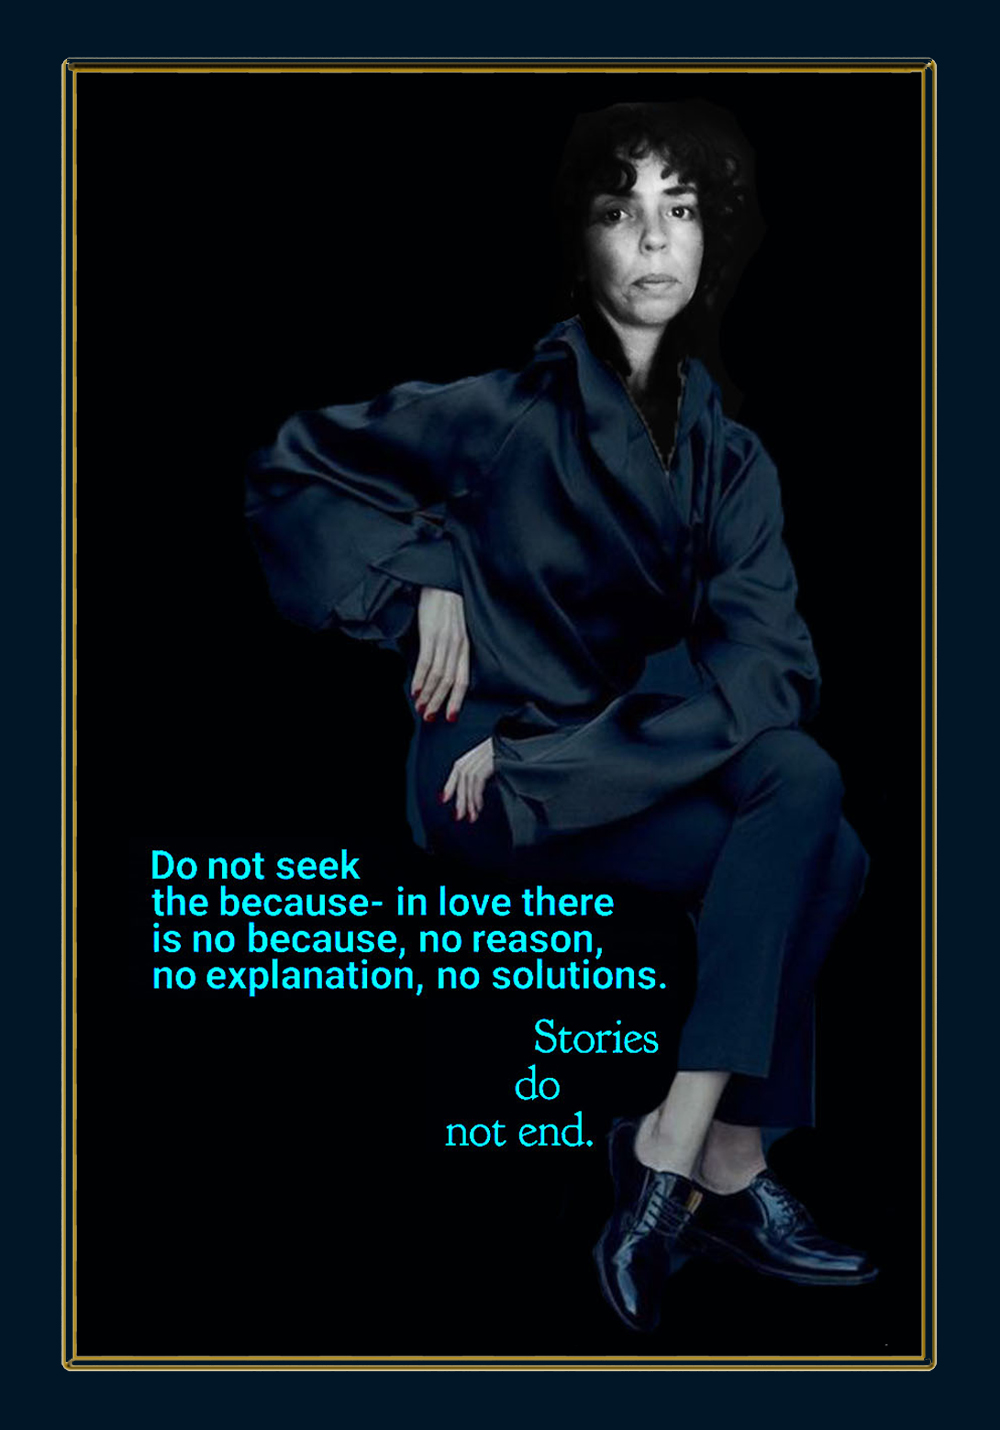 Do not seek
the because- in love there
is no because, no reason,
no explanation, no solutions.
Stories
do
not end.